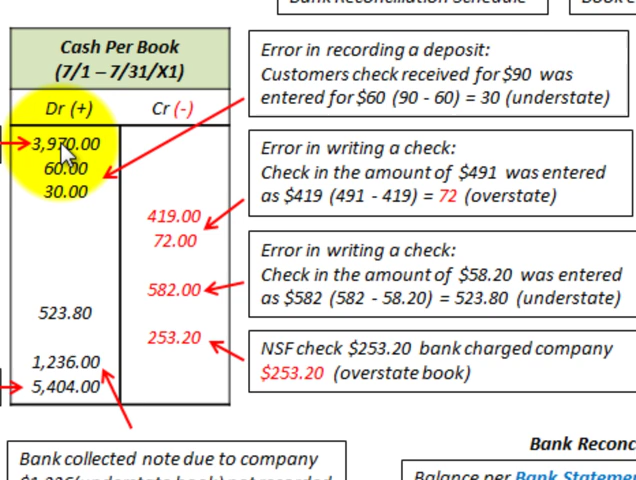 Bank Reconciliation Schedule
Cash Per Book
(7/1 – 7/31/X1)
Dr (+) Cr (-)
3,970.00
60.00
30.00
419.00
72.00
582.00
523.80
253.20
1,236.00
5,404.00
Error in recording a deposit:
Customers check received for $90 was
entered for $60 (90 - 60) = 30 (understate)
Error in writing a check:
Check in the amount of $491 was entered
as $419 (491 - 419) = 72 (overstate)
Error in writing a check:
Check in the amount of $58.20 was entered
as $582 (582 - 58.20) = 523.80 (understate)
NSF check $253.20 bank charged company
$253.20 (overstate book)
Bank collected note due to company
Bank Reconc
Balance per Bank Statem